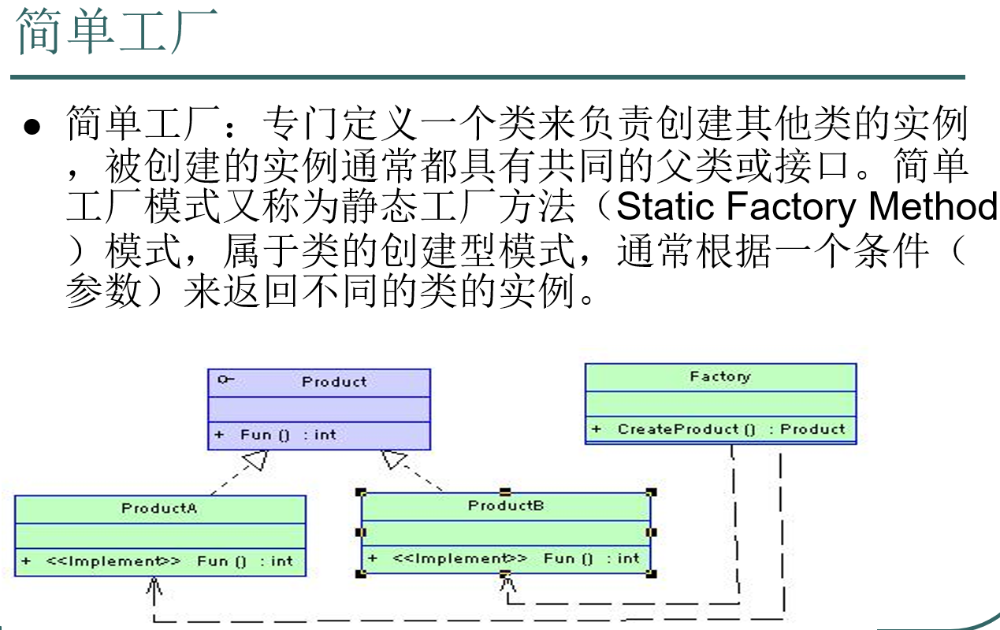 简单工厂
● 简单工厂：专门定义一个类来负责创建其他类的实例
，被创建的实例通常都具有共同的父类或接口。简单
工厂模式又称为静态工厂方法（Static Factory Method
）模式，属于类的创建型模式，通常根据一个条件（
参数）来返回不同的类的实例。
Product
+ Fun () : int
Factory
+ CreateProduct () : Product
ProductA
+ <<Implement>> Fun () : int
ProductB
+ <<Implement>> Fun () : int